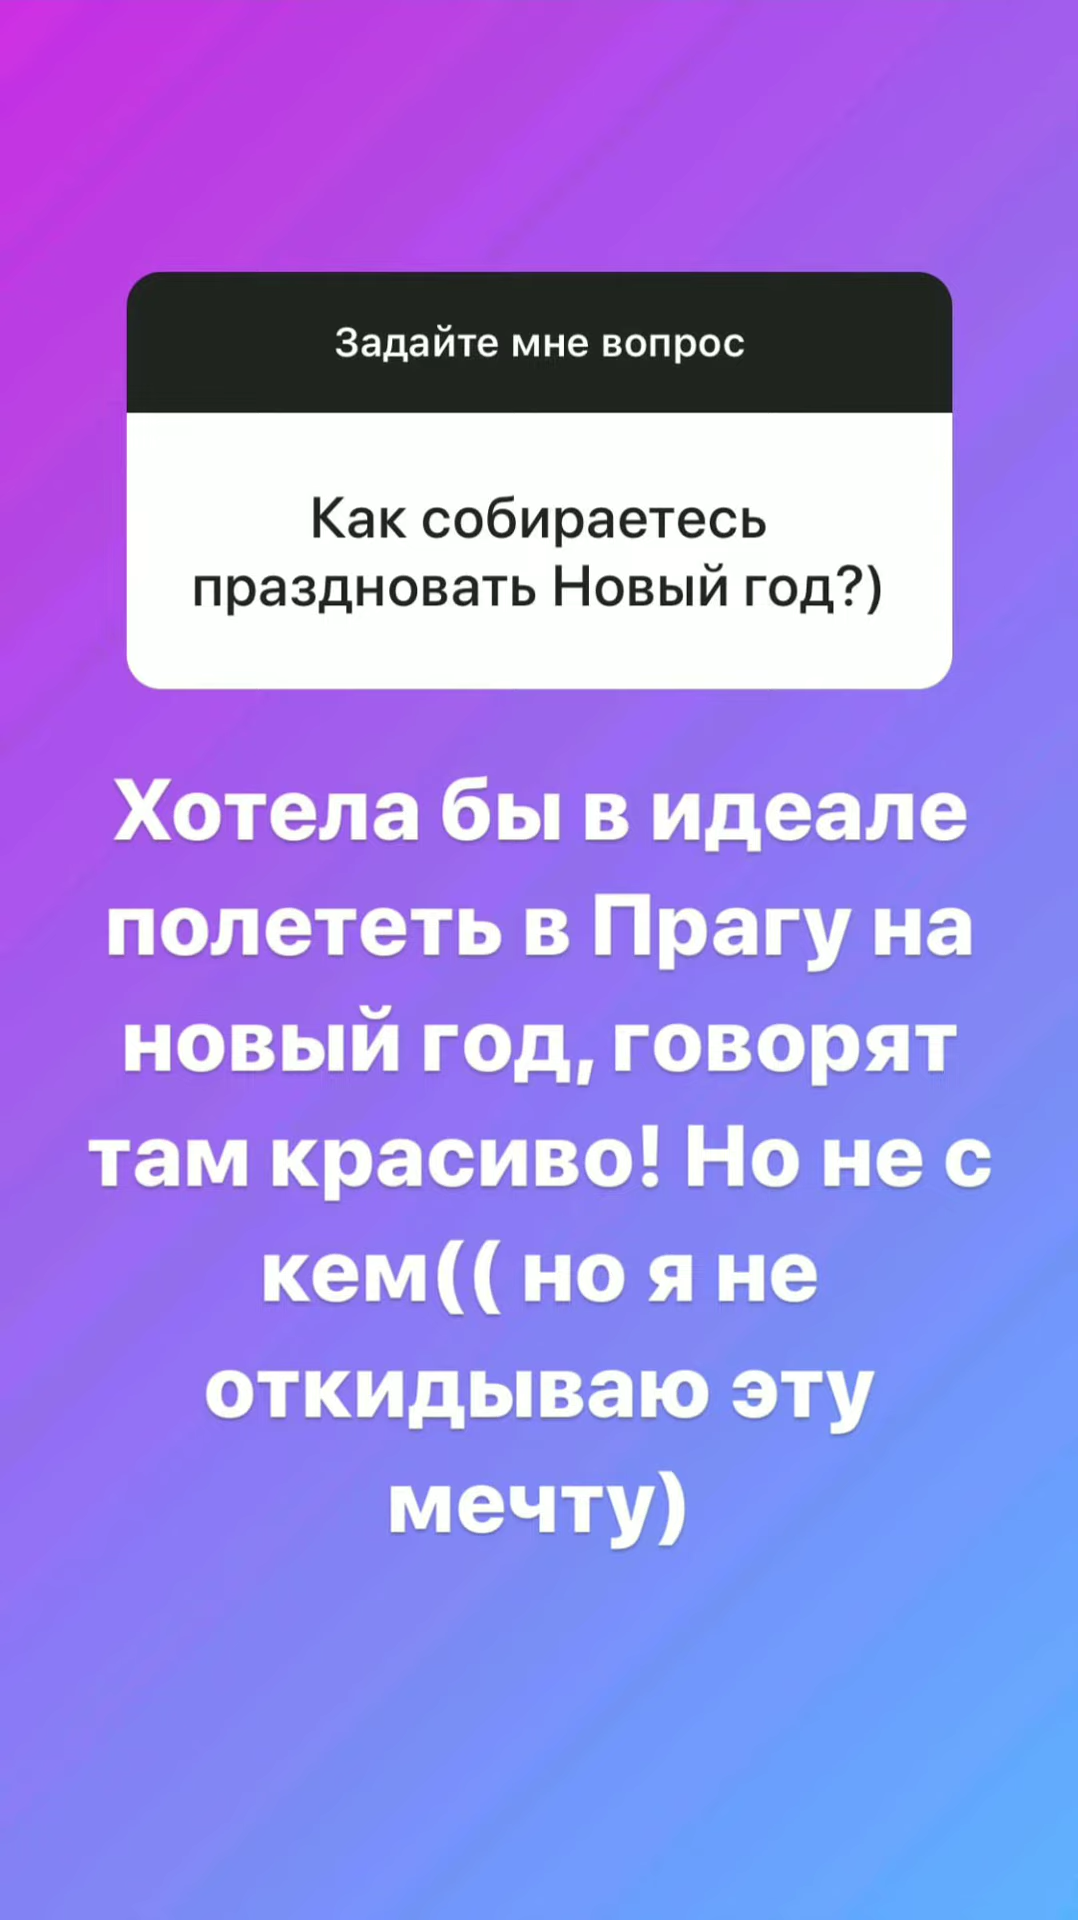 Задайте мне вопрос
Как собираетесь
праздновать Новый год?)
Хотела бы в идеале
полететь в Прагу на
новый год, говорят
там красиво! Но не с
кем(( но я не
откидываю эту
мечту)